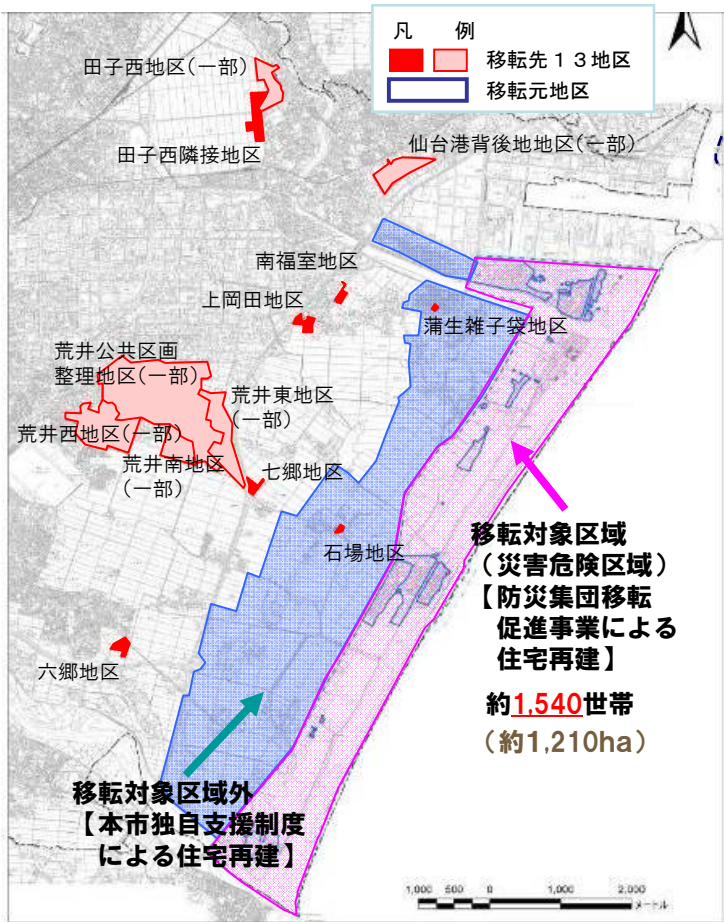 凡　　例
移転先１３地区
移転元地区
田子西地区(一部)
田子西隣接地区
仙台港背後地地区(一部)
南福室地区
上岡田地区
蒲生雑子袋地区
荒井公共区画
整理地区(一部)
荒井東地区
(一部)
荒井西地区(一部)
荒井南地区
(一部)
七郷地区
石場地区
六郷地区
移転対象区域
（災害危険区域）
【防災集団移転
促進事業による
住宅再建】
約1,540世帯
（約1,210ha）
移転対象区域外
【本市独自支援制度
による住宅再建】
1,000 500 0 1,000 2,000
メートル